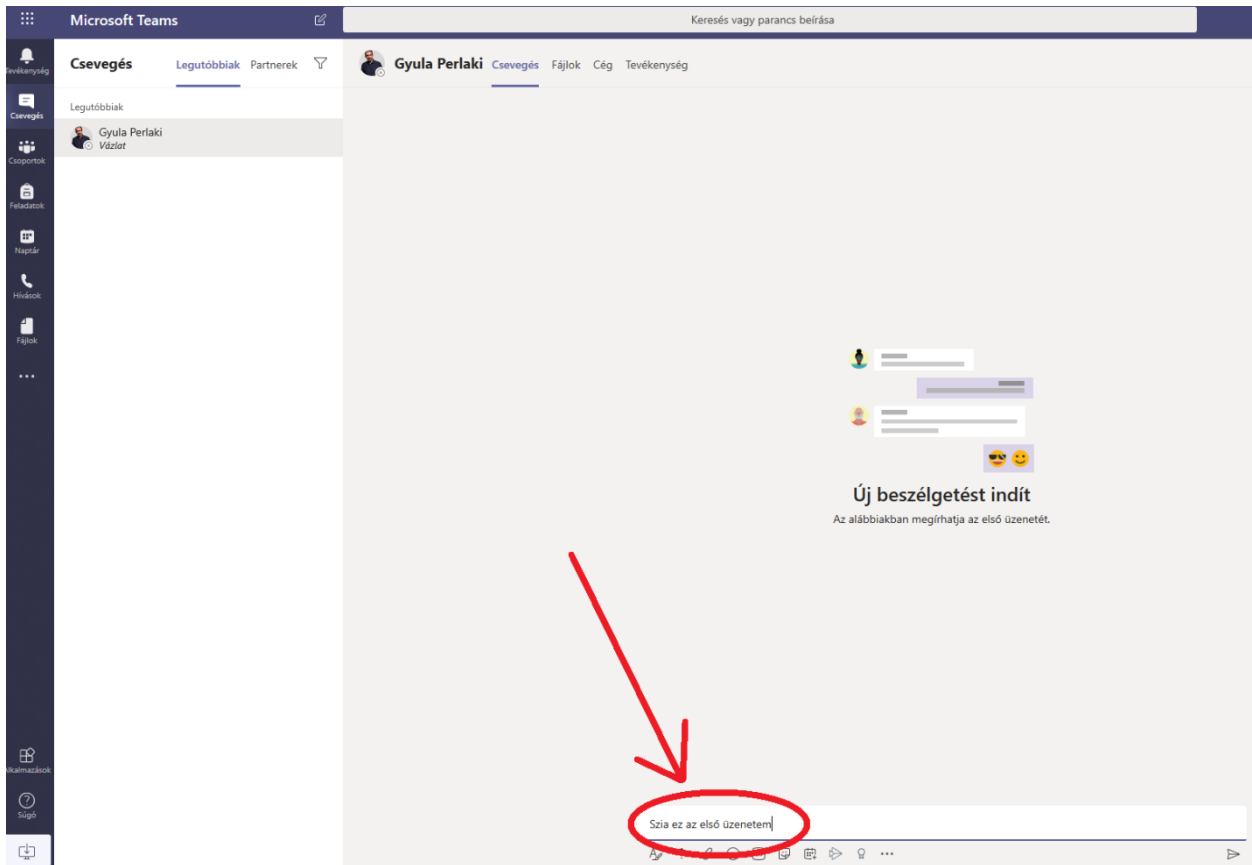 Microsoft Teams
Keresés vagy parancs beírása
Tevékenység
Csevegés
Csoportok
Feladatok
Naptár
Hívások
Fájlok
Alkalmazások
Súgó
Csevegés Legutóbbiak Partnerek
Legutóbbiak
Gyula Perlaki
Vázlat
Gyula Perlaki Csevegés Fájlok Cég Tevékenység
Új beszélgetést indít
Az alábbiakban megírhatja az első üzenetét.
Szia ez az első üzenetem